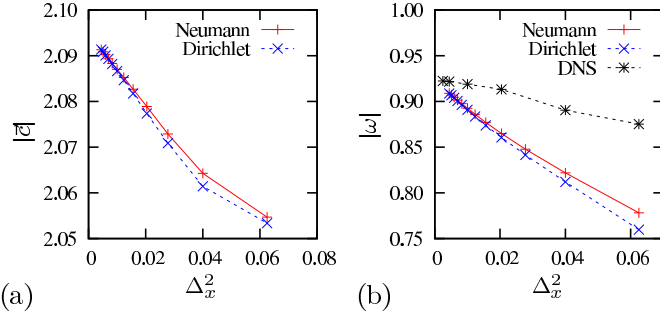 2.10
2.09
2.08
2.07
2.06
2.05
0
0.02
0.04
0.06
0.08
|c⃗|
Δ²ₓ
Neumann
Dirichlet
(a)
1.00
0.95
0.90
0.85
0.80
0.75
0
0.02
0.04
0.06
|ω|
Δ²ₓ
Neumann
Dirichlet
DNS
(b)